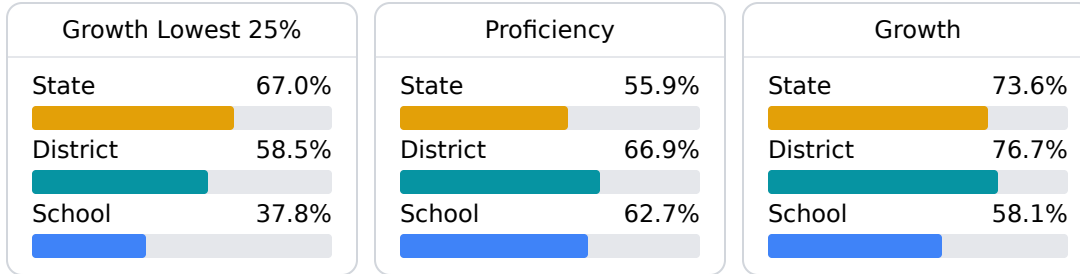 Growth Lowest 25%
State 67.0%
District 58.5%
School 37.8%
Proficiency
State 55.9%
District 66.9%
School 62.7%
Growth
State 73.6%
District 76.7%
School 58.1%